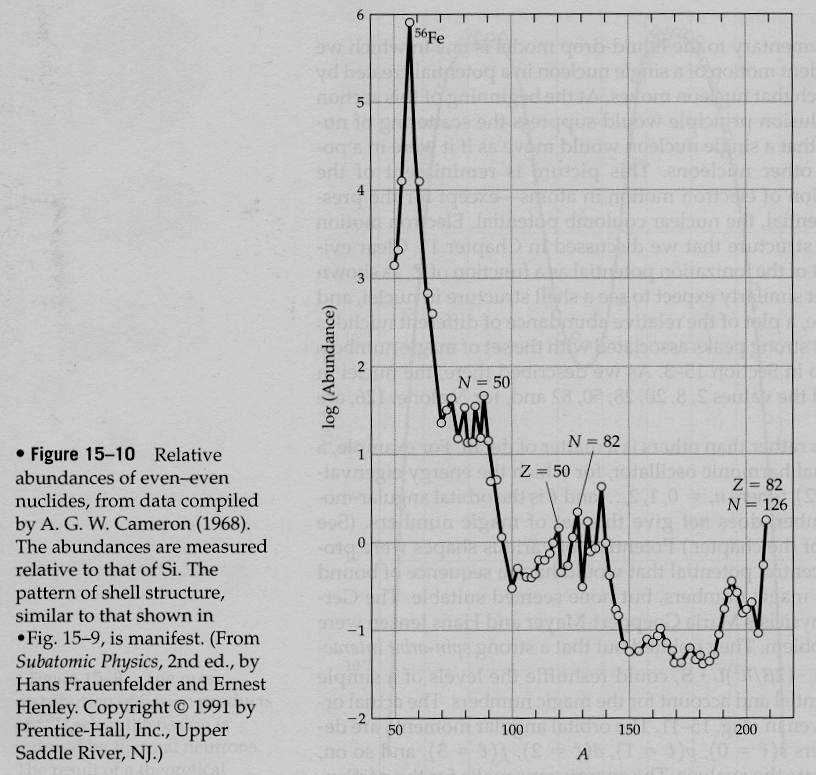 • Figure 15–10 Relative
abundances of even–even
nuclides, from data compiled
by A. G. W. Cameron (1968).
The abundances are measured
relative to that of Si. The
pattern of shell structure,
similar to that shown in
•Fig. 15–9, is manifest. (From
Subatomic Physics, 2nd ed., by
Hans Frauenfelder and Ernest
Henley. Copyright © 1991 by
Prentice-Hall, Inc., Upper
Saddle River, NJ.)
log (Abundance)
6
5
4
3
2
1
0
−1
−2
56Fe
N = 50
N = 82
Z = 50
Z = 82
N = 126
50
100
150
200
A